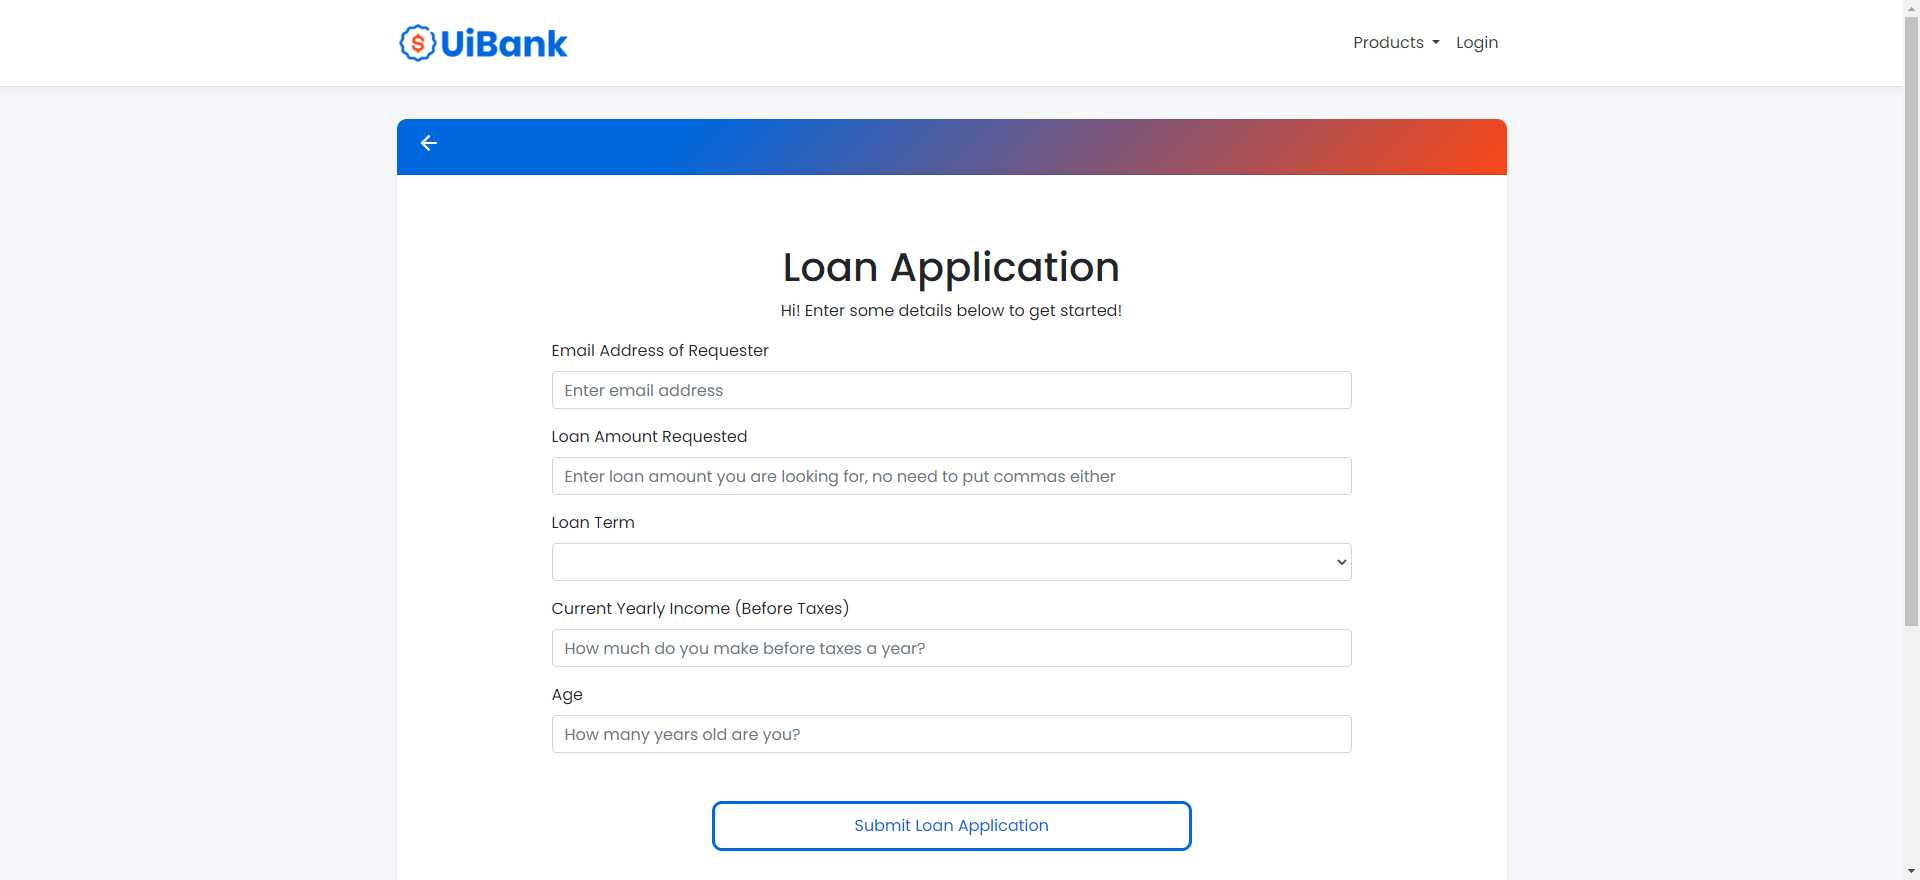 UiBank
Products Login
Loan Application
Hi! Enter some details below to get started!
Email Address of Requester
Enter email address
Loan Amount Requested
Enter loan amount you are looking for, no need to put commas either
Loan Term
Current Yearly Income (Before Taxes)
How much do you make before taxes a year?
Age
How many years old are you?
Submit Loan Application